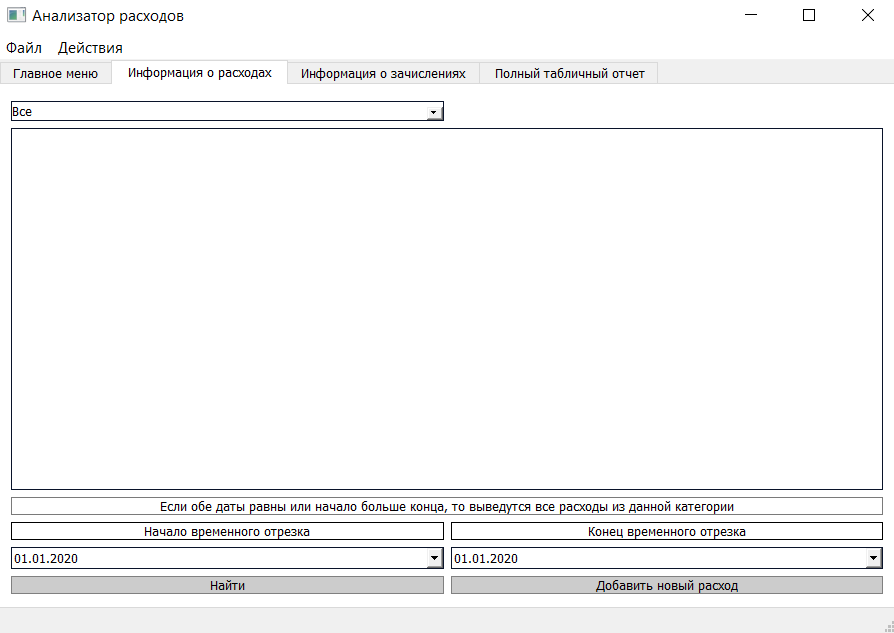 Анализатор расходов
Файл Действия
Главное меню Информация о расходах Информация о зачислениях Полный табличный отчет
Все
Если обе даты равны или начало больше конца, то выведутся все расходы из данной категории
Начало временного отрезка Конец временного отрезка
01.01.2020 01.01.2020
Найти Добавить новый расход